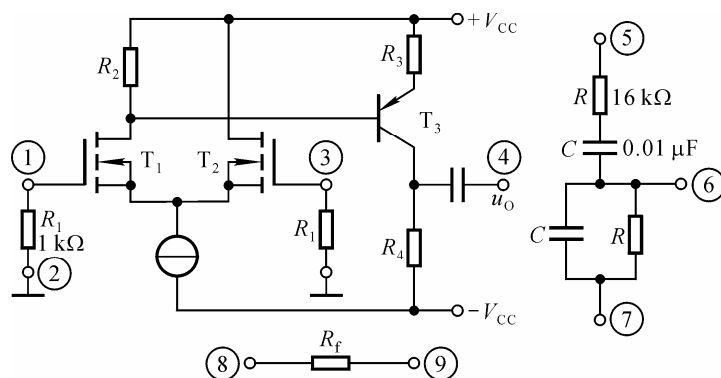 +V_CC
R_2
R_3
T_3
T_1
T_2
①
③
④
u_O
R_1
1 kΩ
R_1
R_4
②
−V_CC
⑧
R_f
⑨
⑤
R
16 kΩ
C
0.01 μF
⑥
C
R
⑦